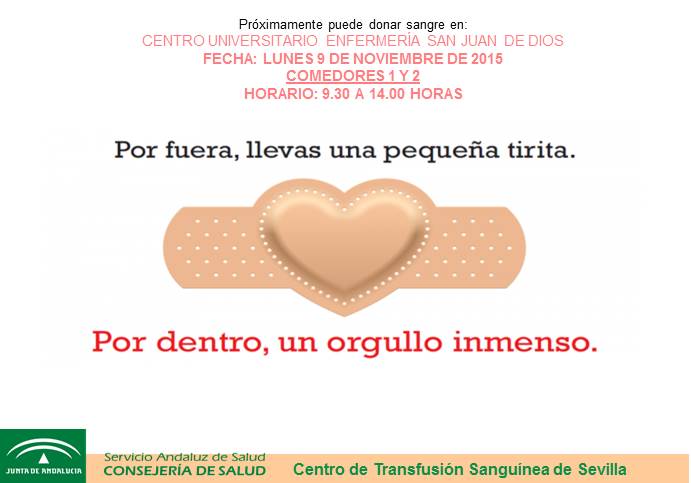 Próximamente puede donar sangre en:
CENTRO UNIVERSITARIO ENFERMERÍA SAN JUAN DE DIOS
FECHA: LUNES 9 DE NOVIEMBRE DE 2015
COMEDORES 1 Y 2
HORARIO: 9.30 A 14.00 HORAS
Por fuera, llevas una pequeña tirita.
Por dentro, un orgullo inmenso.
JUNTA DE ANDALUCIA
Servicio Andaluz de Salud
CONSEJERÍA DE SALUD
Centro de Transfusión Sanguínea de Sevilla